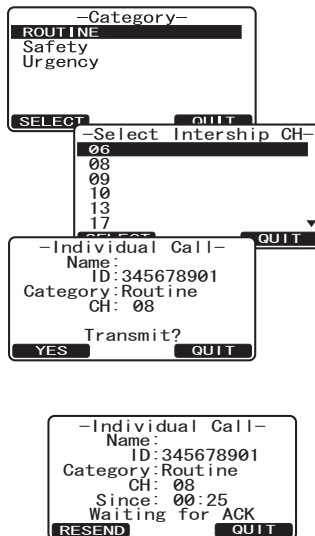 -Category-
ROUTINE
Safety
Urgency
SELECT QUIT
-Select Intership CH-
06
08
09
10
13
17
SELECT QUIT
-Individual Call-
Name:
ID:345678901
Category:Routine
CH: 08
Transmit?
YES QUIT
-Individual Call-
Name:
ID:345678901
Category:Routine
CH: 08
Since: 00:25
Waiting for ACK
RESEND QUIT